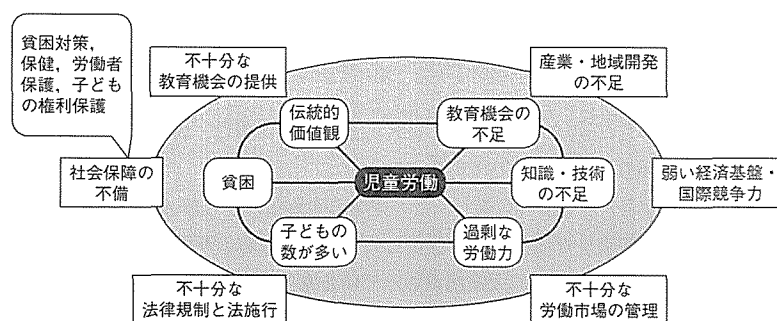 貧困対策，
保健，労働者
保護，子ども
の権利保護
不十分な
教育機会の提供
産業・地域開発
の不足
伝統的
価値観
教育機会の
不足
社会保障の
不備
貧困
児童労働
知識・技術
の不足
弱い経済基盤・
国際競争力
子どもの
数が多い
過剰な
労働力
不十分な
法律規制と法施行
不十分な
労働市場の管理